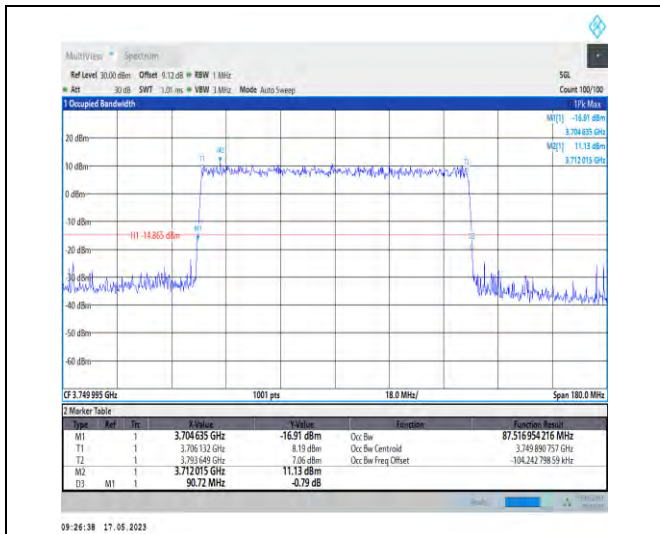 MultiView Spectrum
Ref Level 30.00 dBm Offset 9.12 dB RBW 1 MHz SGL
Att 30 dB SWT 1.01 ms VBW 3 MHz Mode Auto Sweep Count 100/100
1 Occupied Bandwidth 1Pk Max
M1[1] -16.91 dBm
3.704 635 GHz
M2[1] 11.13 dBm
3.712 015 GHz
20 dBm
M2
T1 T2
10 dBm
0 dBm
-10 dBm
M1
H1 -14.865 dBm D3
-20 dBm
-30 dBm
-40 dBm
-50 dBm
-60 dBm
CF 3.749 995 GHz 1001 pts 18.0 MHz/ Span 180.0 MHz
2 Marker Table
Type Ref Trc X-Value Y-Value Function Function Result
M1 1 3.704 635 GHz -16.91 dBm Occ Bw 87.516 954 216 MHz
T1 1 3.706 132 GHz 8.19 dBm Occ Bw Centroid 3.749 890 757 GHz
T2 1 3.793 649 GHz 7.06 dBm Occ Bw Freq Offset -104.242 798 59 kHz
M2 1 3.712 015 GHz 11.13 dBm
D3 M1 1 90.72 MHz -0.79 dB
09:26:38 17.05.2023